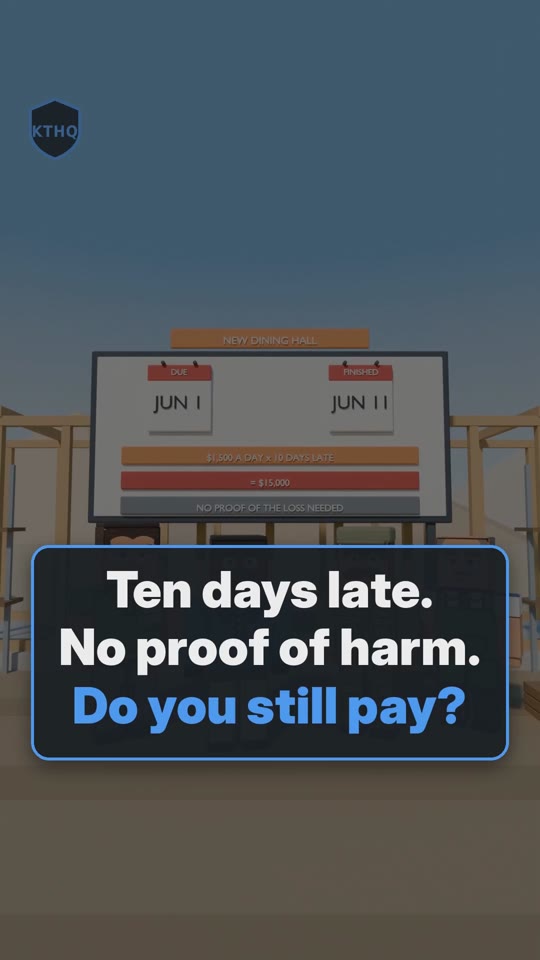 KTHQ
NEW DINING HALL
DUE
FINISHED
JUN 1
JUN 11
$1,500 A DAY x 10 DAYS LATE
= $15,000
NO PROOF OF THE LOSS NEEDED
Ten days late.
No proof of harm.
Do you still pay?